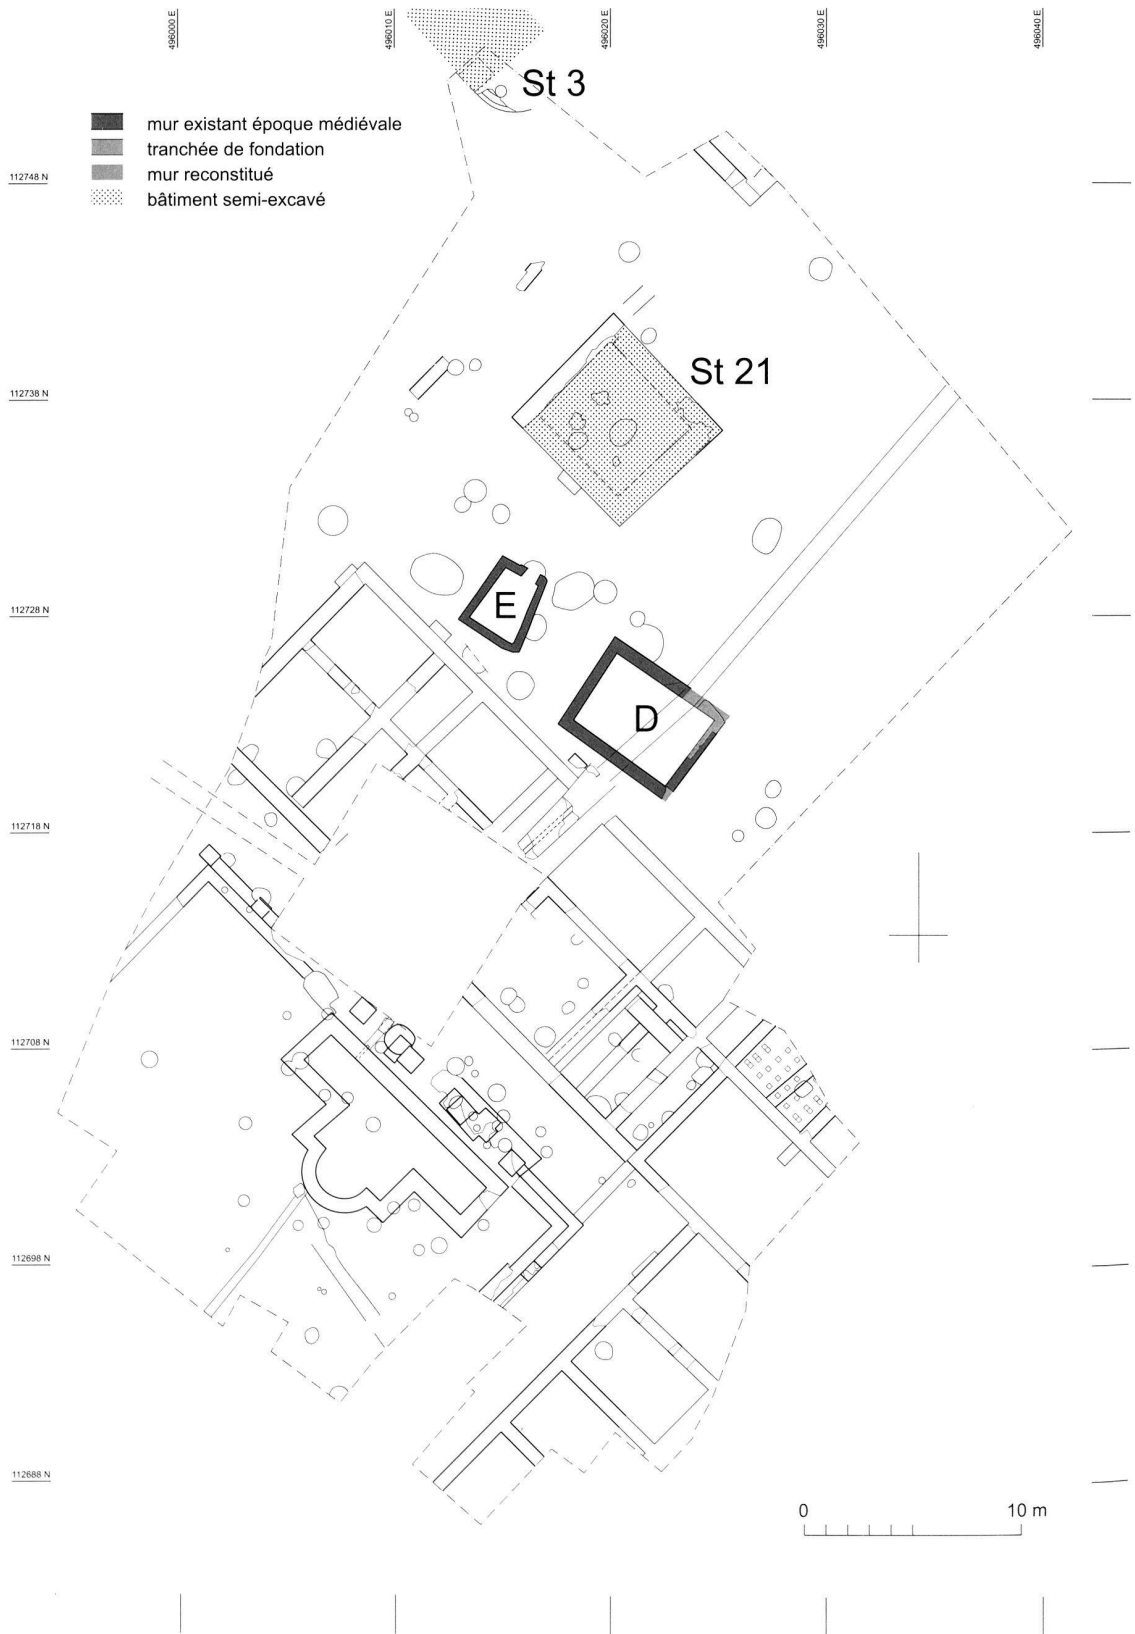 496000 E
496010 E
496020 E
496030 E
496040 E
St 3
mur existant époque médiévale
tranchée de fondation
mur reconstitué
bâtiment semi-excavé
112748 N
St 21
112738 N
E
112728 N
D
112718 N
112708 N
112698 N
112688 N
0 10 m